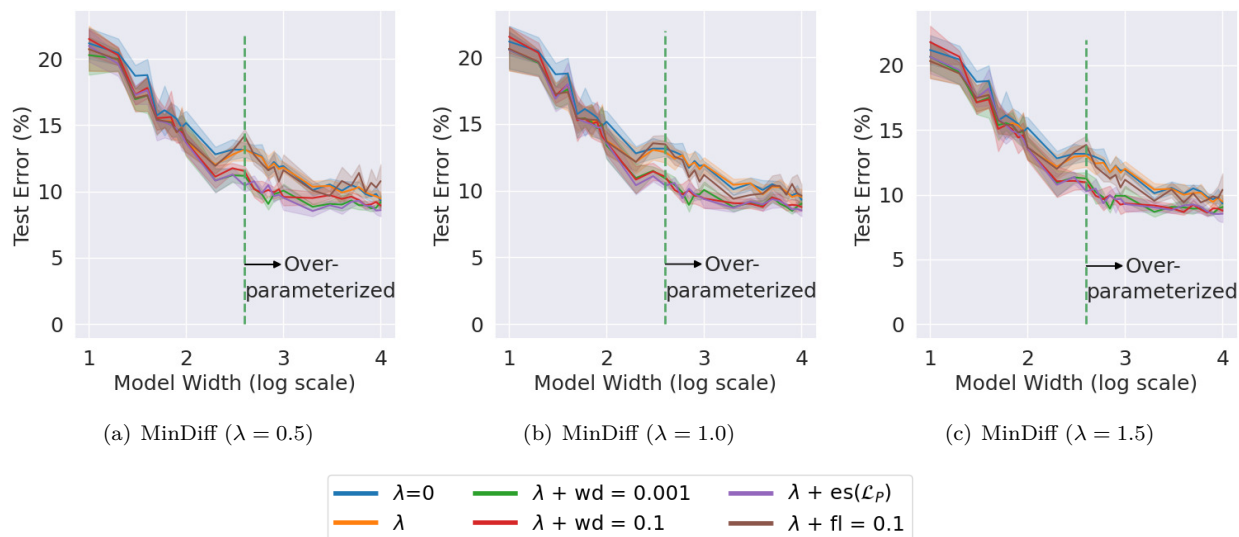 20
15
10
5
0
Test Error (%)
Over-
parameterized
1 2 3 4
Model Width (log scale)
(a) MinDiff (λ = 0.5)
20
15
10
5
0
Test Error (%)
Over-
parameterized
1 2 3 4
Model Width (log scale)
(b) MinDiff (λ = 1.0)
20
15
10
5
0
Test Error (%)
Over-
parameterized
1 2 3 4
Model Width (log scale)
(c) MinDiff (λ = 1.5)
λ=0 λ + wd = 0.001 λ + es(ℒ_P)
λ λ + wd = 0.1 λ + fl = 0.1